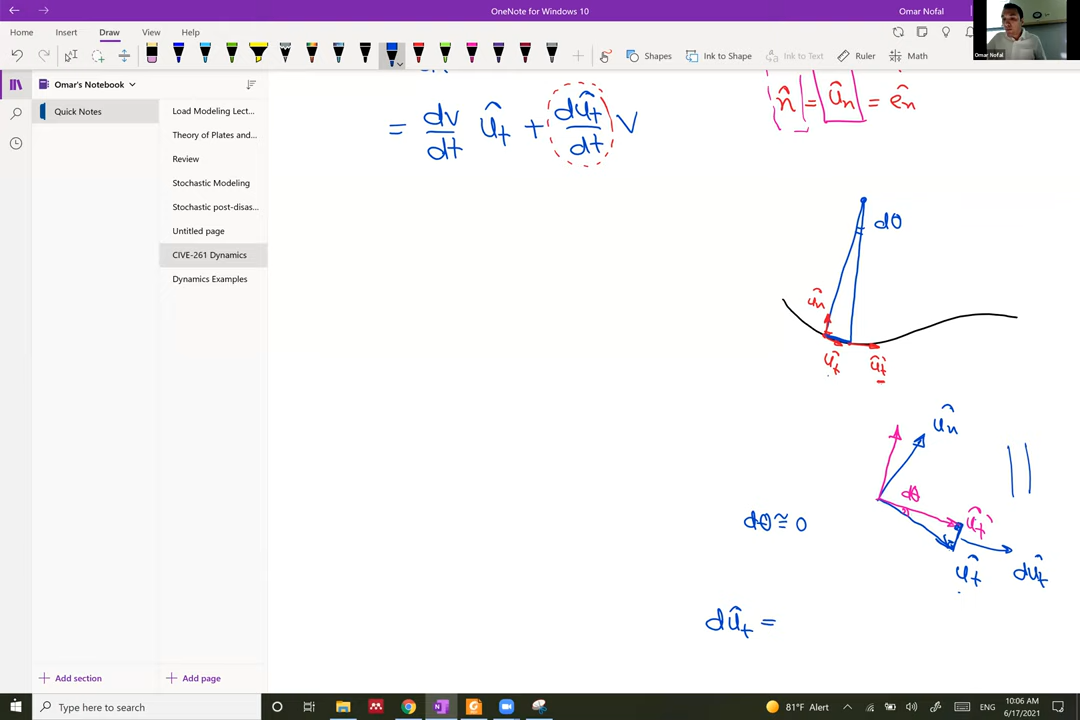 OneNote for Windows 10
Omar Nofal
Home Insert Draw View Help
Shapes Ink to Shape Ink to Text Ruler Math
Omar Nofal
Omar's Notebook
Quick Notes
Load Modeling Lect...
Theory of Plates and...
Review
Stochastic Modeling
Stochastic post-disas...
Untitled page
CIVE-261 Dynamics
Dynamics Examples
= dv/dt û_t + dû_t/dt V
n̂ = û_n = ê_n
dθ
û_n
û_t û_t'
û_n
dθ
dθ ≅ 0
û_t'
û_t dû_t
dû_t =
Add section Add page
Type here to search
81°F Alert
ENG
10:06 AM
6/17/2021